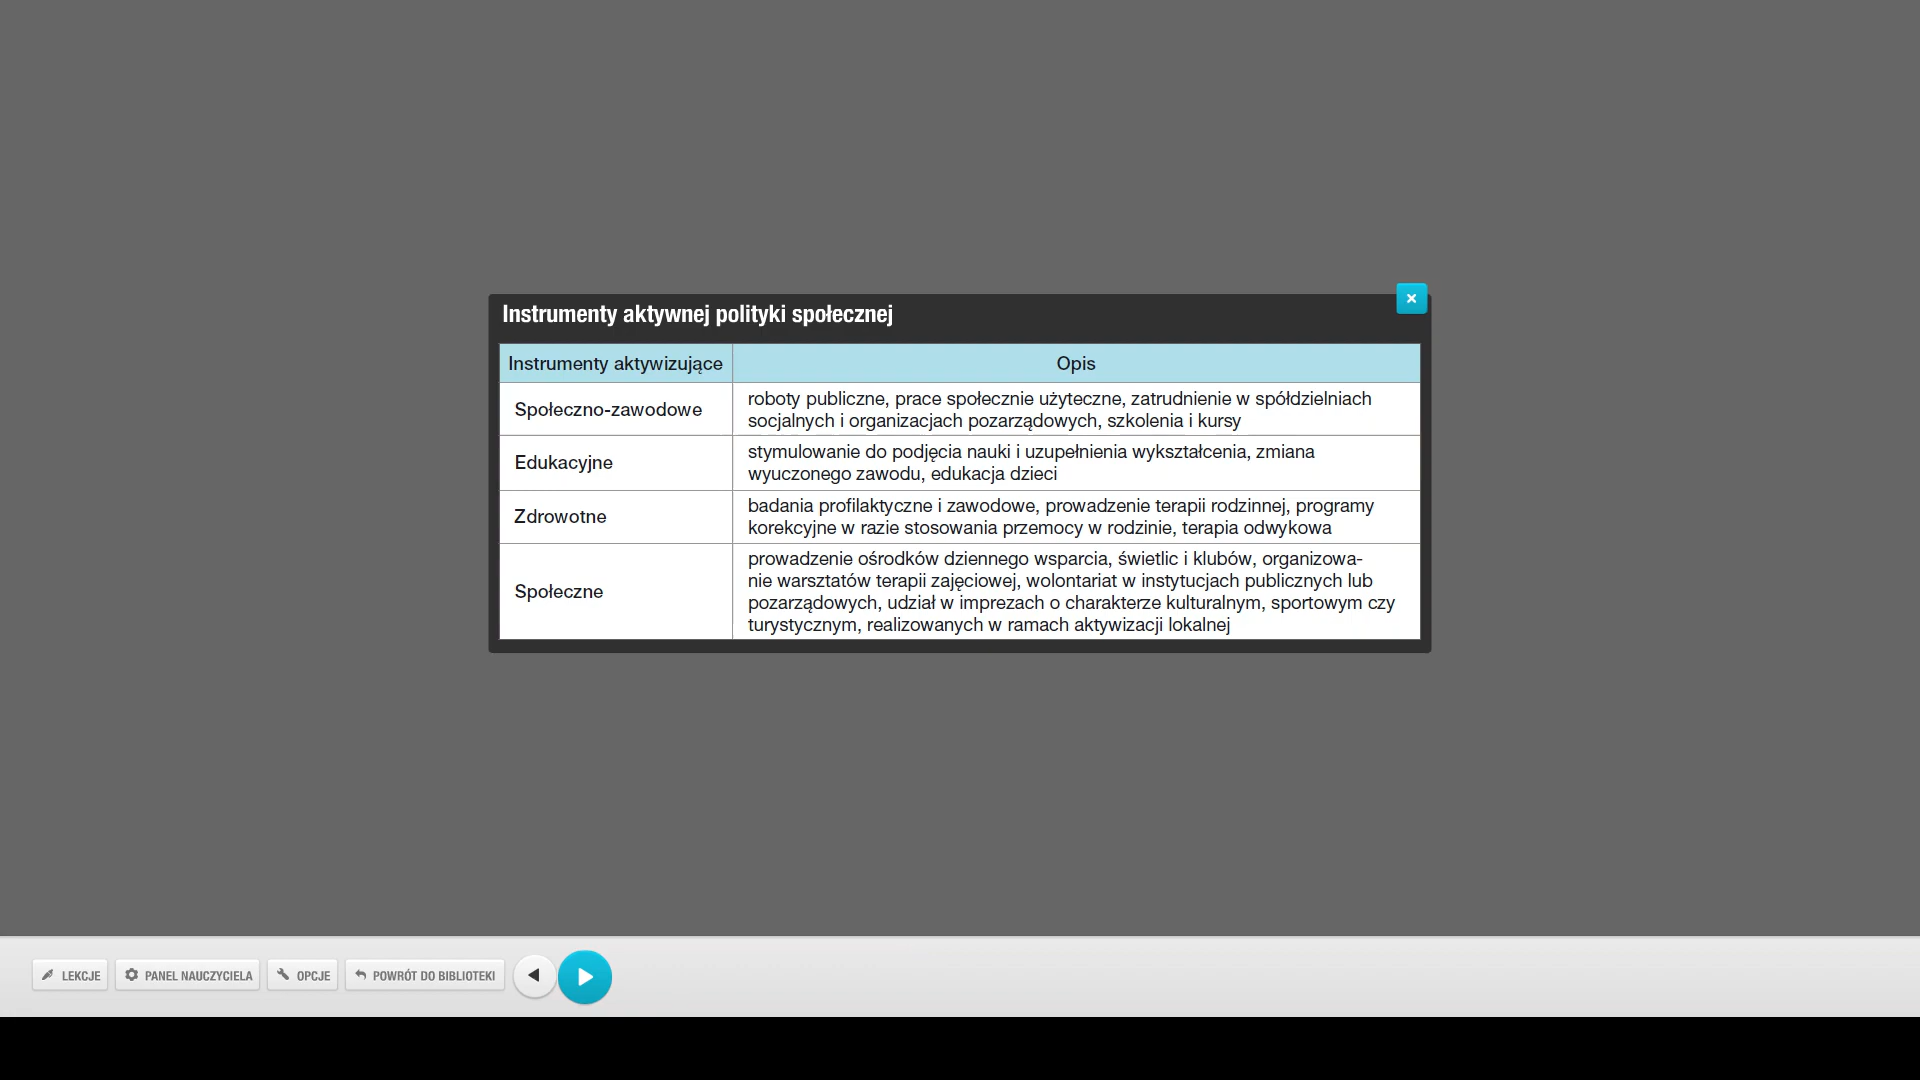 Instrumenty aktywnej polityki społecznej
Instrumenty aktywizujące
Opis
Społeczno-zawodowe
roboty publiczne, prace społecznie użyteczne, zatrudnienie w spółdzielniach
socjalnych i organizacjach pozarządowych, szkolenia i kursy
Edukacyjne
stymulowanie do podjęcia nauki i uzupełnienia wykształcenia, zmiana
wyuczonego zawodu, edukacja dzieci
Zdrowotne
badania profilaktyczne i zawodowe, prowadzenie terapii rodzinnej, programy
korekcyjne w razie stosowania przemocy w rodzinie, terapia odwykowa
Społeczne
prowadzenie ośrodków dziennego wsparcia, świetlic i klubów, organizowa-
nie warsztatów terapii zajęciowej, wolontariat w instytucjach publicznych lub
pozarządowych, udział w imprezach o charakterze kulturalnym, sportowym czy
turystycznym, realizowanych w ramach aktywizacji lokalnej
LEKCJE
PANEL NAUCZYCIELA
OPCJE
POWRÓT DO BIBLIOTEKI